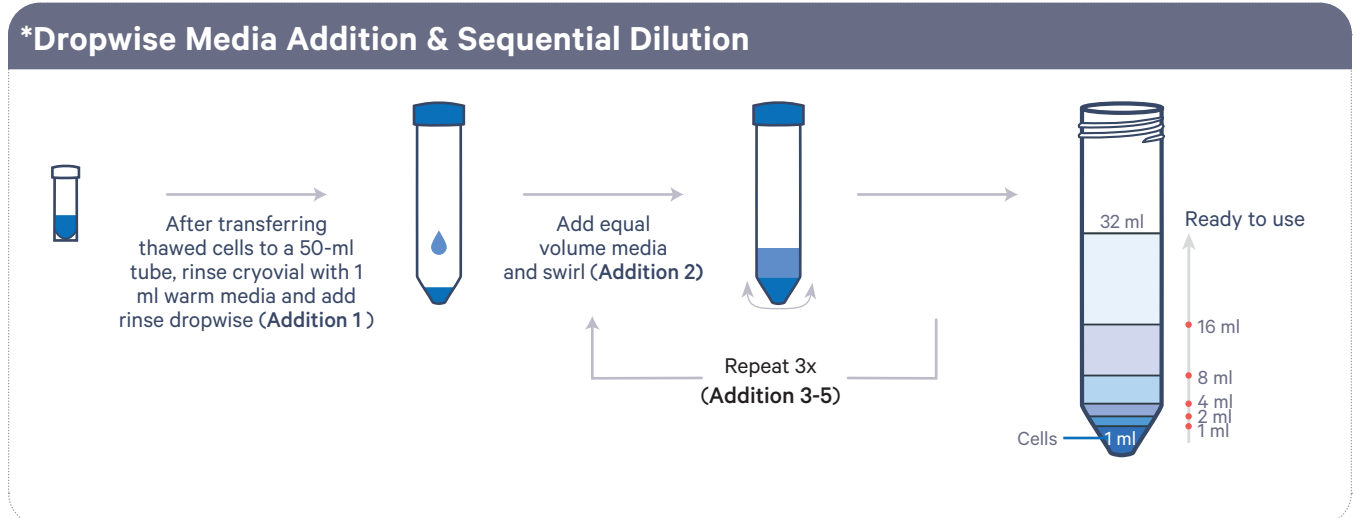 *Dropwise Media Addition & Sequential Dilution
After transferring
thawed cells to a 50-ml
tube, rinse cryovial with 1
ml warm media and add
rinse dropwise (Addition 1)
Add equal
volume media
and swirl (Addition 2)
Repeat 3x
(Addition 3-5)
32 ml
Ready to use
16 ml
8 ml
4 ml
2 ml
1 ml
Cells
1 ml